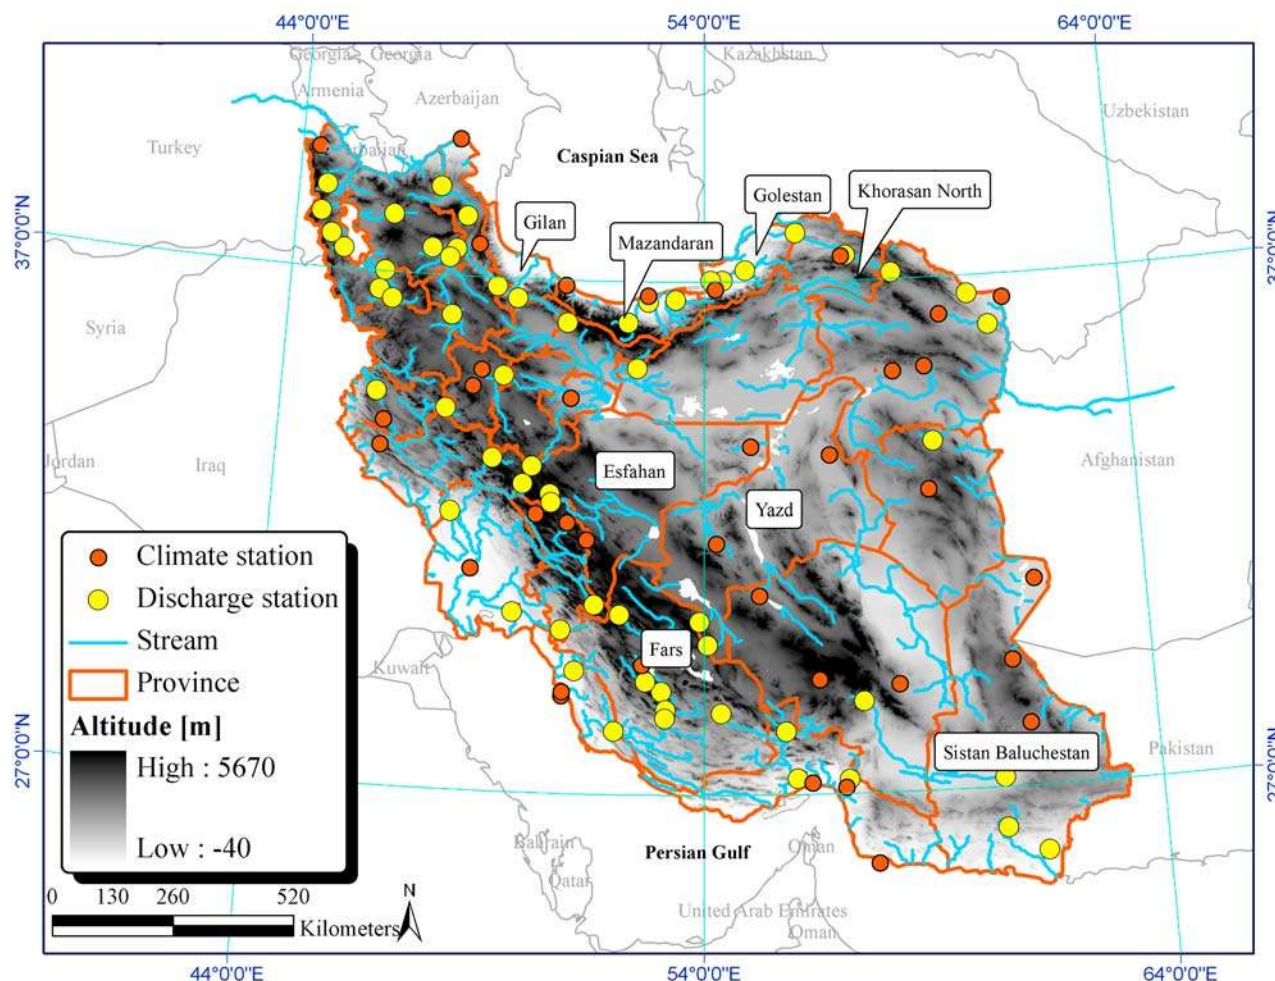 44°0'0"E
54°0'0"E
64°0'0"E
Georgia
Georgia
Kazakhstan
Armenia
Azerbaijan
Uzbekistan
Turkey
Caspian Sea
Golestan
Khorasan North
Gilan
Mazandaran
37°0'0"N
37°0'0"N
Syria
Esfahan
Jordan
Iraq
Afghanistan
Yazd
Climate station
Discharge station
Stream
Province
Altitude [m]
High : 5670
Low : -40
Kuwait
Fars
27°0'0"N
27°0'0"N
Sistan Baluchestan
Pakistan
Bahrain
Persian Gulf
Oman
Qatar
United Arab Emirates
Oman
0 130 260 520
Kilometers
N
44°0'0"E
54°0'0"E
64°0'0"E